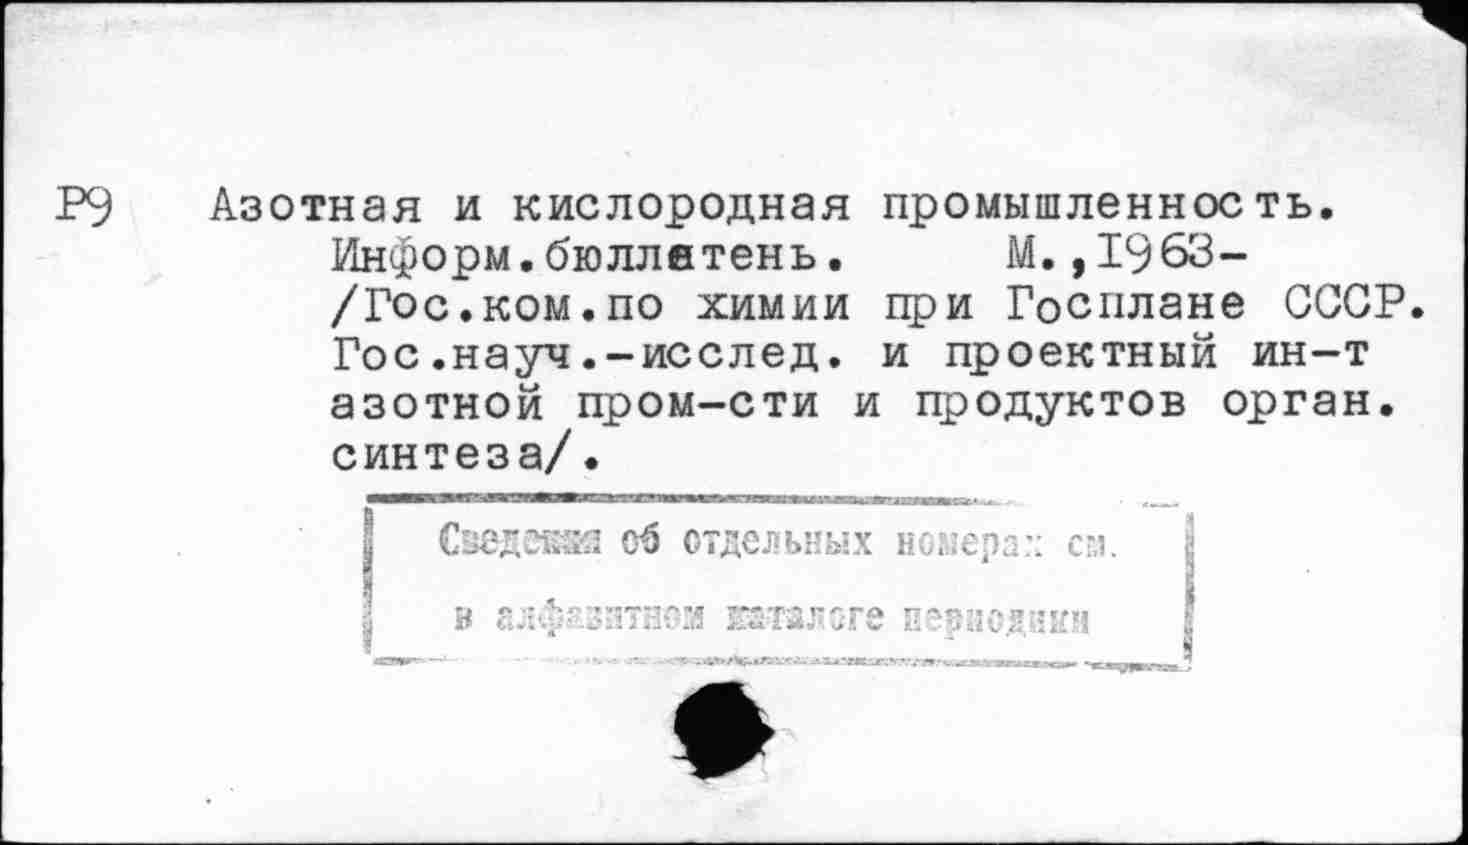 Р9 Азотная и кислородная промышленность.
Информ.бюллетень. М.,1963-
/Гос.ком.по химии при Госплане СССР.
Гос.науч.-исслед. и проектный ин-т
азотной пром-сти и продуктов орган.
синтеза/.
Сведения об отдельных номерах см.
в алфавитном каталоге периодики